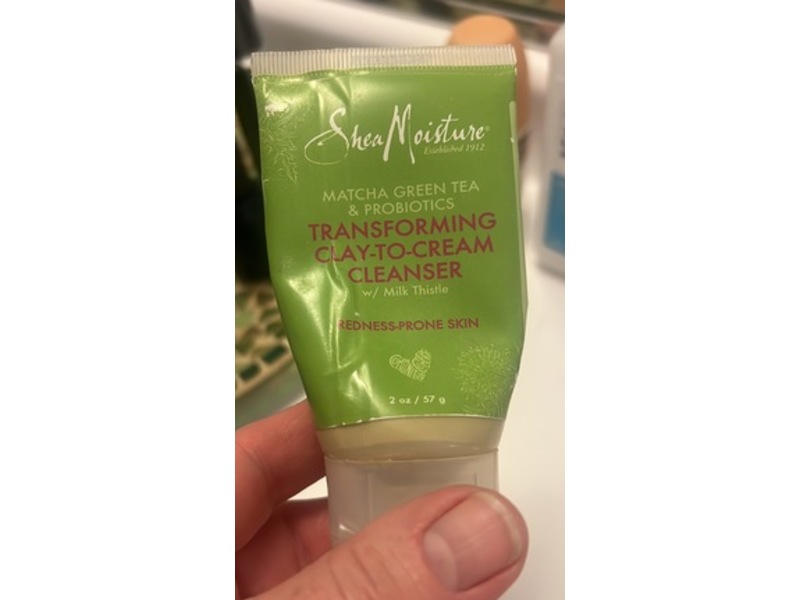 SheaMoisture
Established 1912
MATCHA GREEN TEA
& PROBIOTICS
TRANSFORMING
CLAY-TO-CREAM
CLEANSER
w/ Milk Thistle
REDNESS-PRONE SKIN
2 oz / 57 g